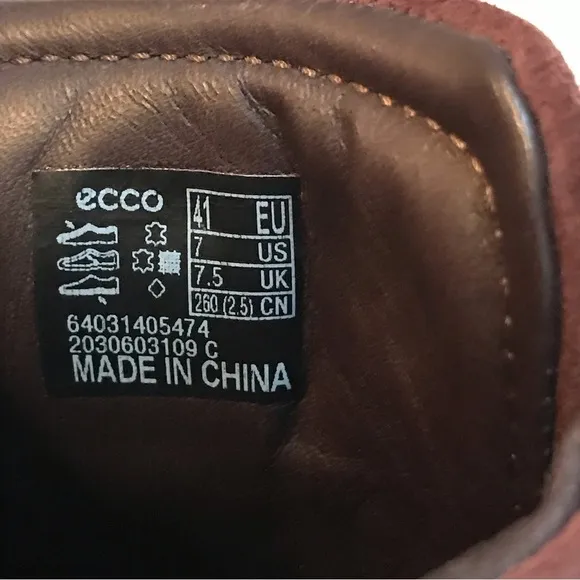 ecco
41 EU
7 US
7.5 UK
260 (2.5) CN
64031405474
2030603109 C
MADE IN CHINA